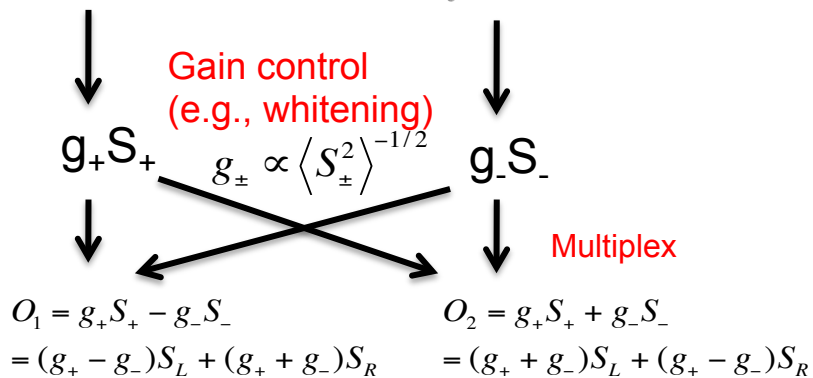 Gain control
(e.g., whitening)
g₊S₊
g± ∝ ⟨S±²⟩^−1/2
g₋S₋
Multiplex
O₁ = g₊S₊ − g₋S₋
= (g₊ − g₋)S_L + (g₊ + g₋)S_R
O₂ = g₊S₊ + g₋S₋
= (g₊ + g₋)S_L + (g₊ − g₋)S_R